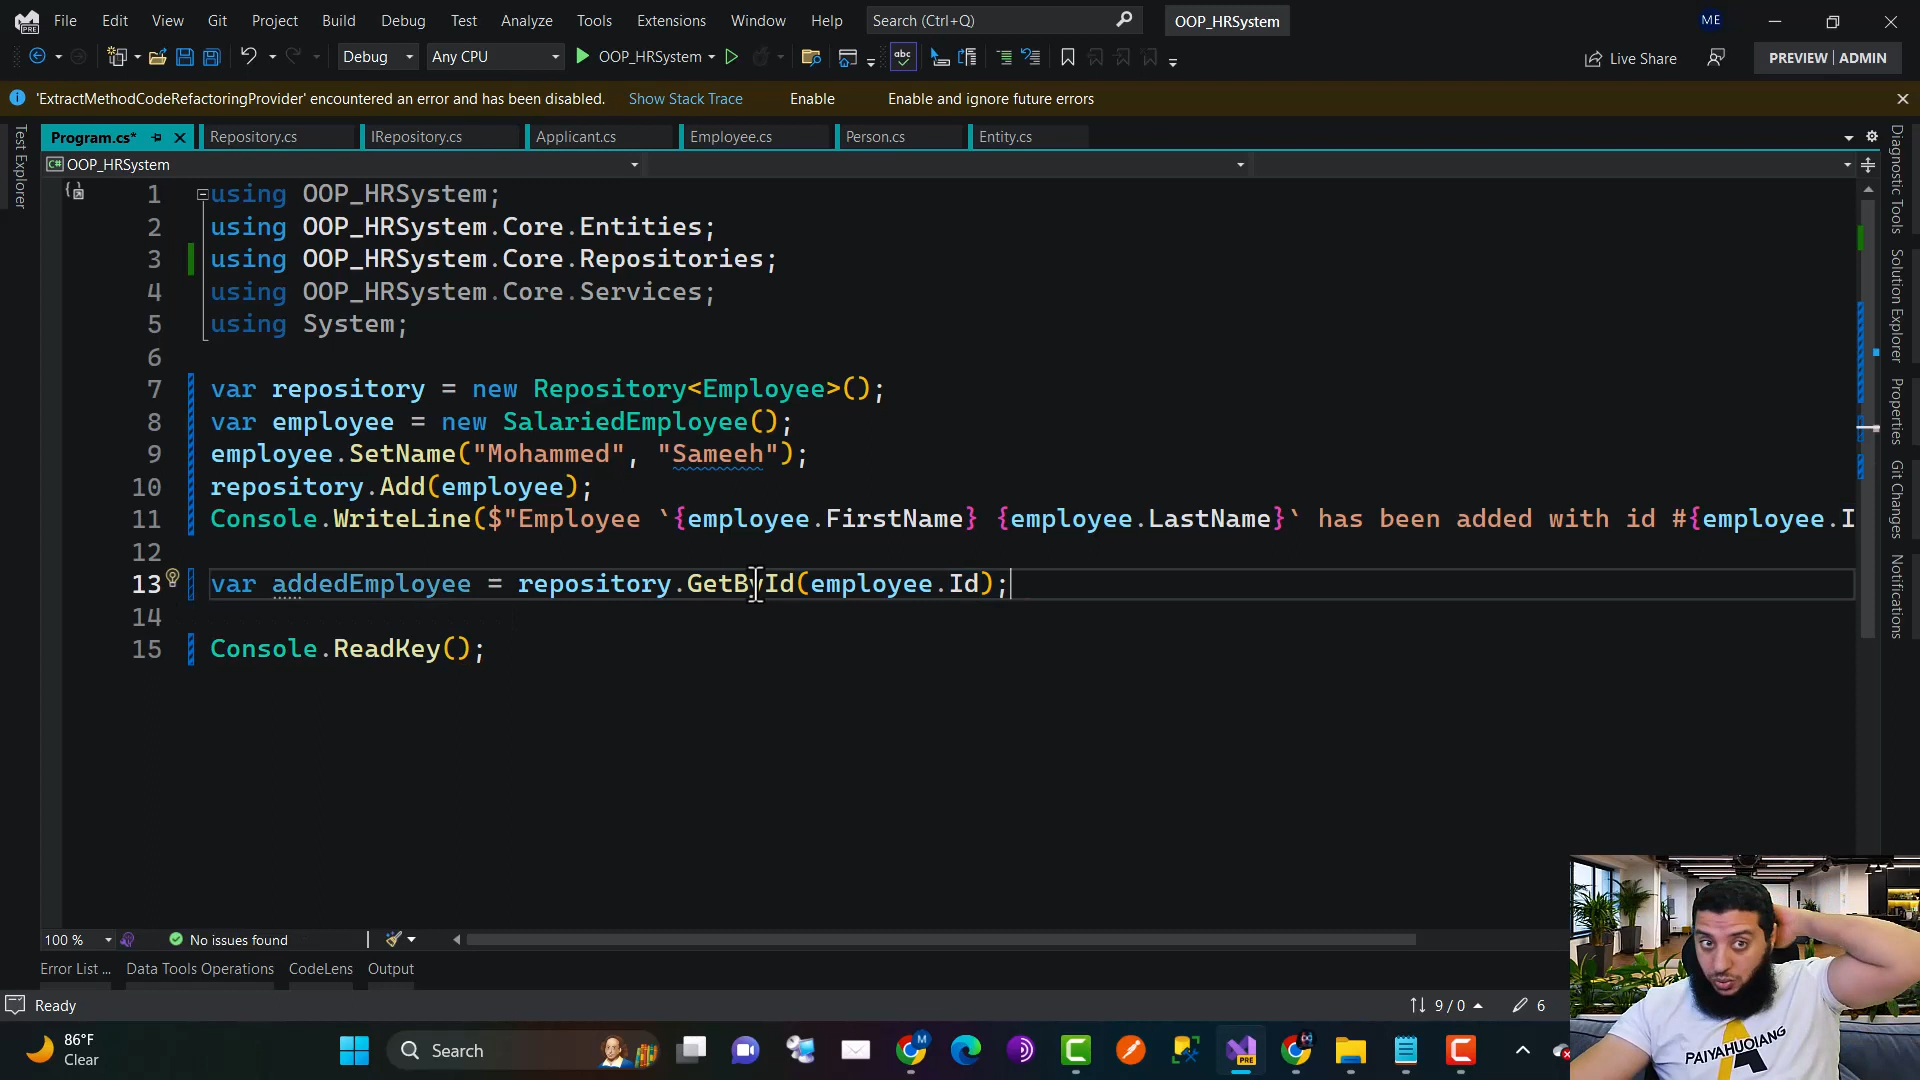 File Edit View Git Project Build Debug Test Analyze Tools Extensions Window Help Search (Ctrl+Q) OOP_HRSystem ME
Debug Any CPU OOP_HRSystem abc Live Share PREVIEW ADMIN
'ExtractMethodCodeRefactoringProvider' encountered an error and has been disabled. Show Stack Trace Enable Enable and ignore future errors
Program.cs* Repository.cs IRepository.cs Applicant.cs Employee.cs Person.cs Entity.cs
C# OOP_HRSystem
1 using OOP_HRSystem;
2 using OOP_HRSystem.Core.Entities;
3 using OOP_HRSystem.Core.Repositories;
4 using OOP_HRSystem.Core.Services;
5 using System;
6
7 var repository = new Repository<Employee>();
8 var employee = new SalariedEmployee();
9 employee.SetName("Mohammed", "Sameeh");
10 repository.Add(employee);
11 Console.WriteLine($"Employee `{employee.FirstName} {employee.LastName}` has been added with id #{employee.I
12
13 var addedEmployee = repository.GetById(employee.Id);
14
15 Console.ReadKey();
Test Explorer
Diagnostic Tools
Solution Explorer
Properties
Git Changes
Notifications
100 % No issues found
Error List ... Data Tools Operations CodeLens Output
Ready 9 / 0 6
PAIYAHUOIANG
86°F
Clear
Search
M
PRE